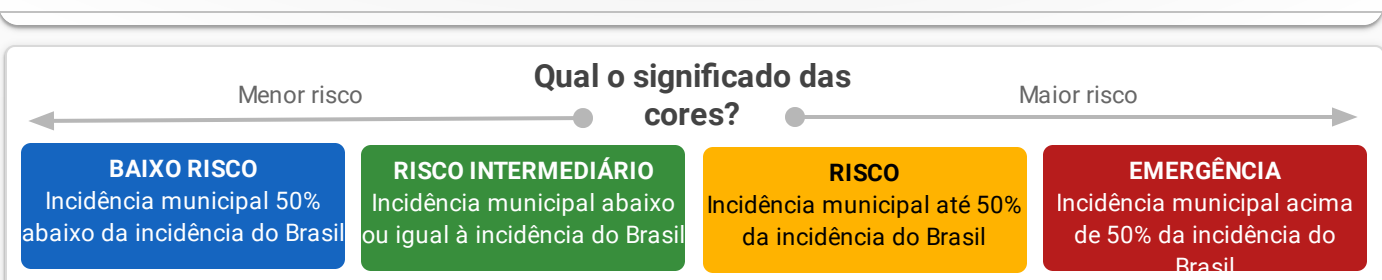 Qual o significado das
cores?
Menor risco
Maior risco
BAIXO RISCO
Incidência municipal 50%
abaixo da incidência do Brasil
RISCO INTERMEDIÁRIO
Incidência municipal abaixo
ou igual à incidência do Brasil
RISCO
Incidência municipal até 50%
da incidência do Brasil
EMERGÊNCIA
Incidência municipal acima
de 50% da incidência do
Brasil